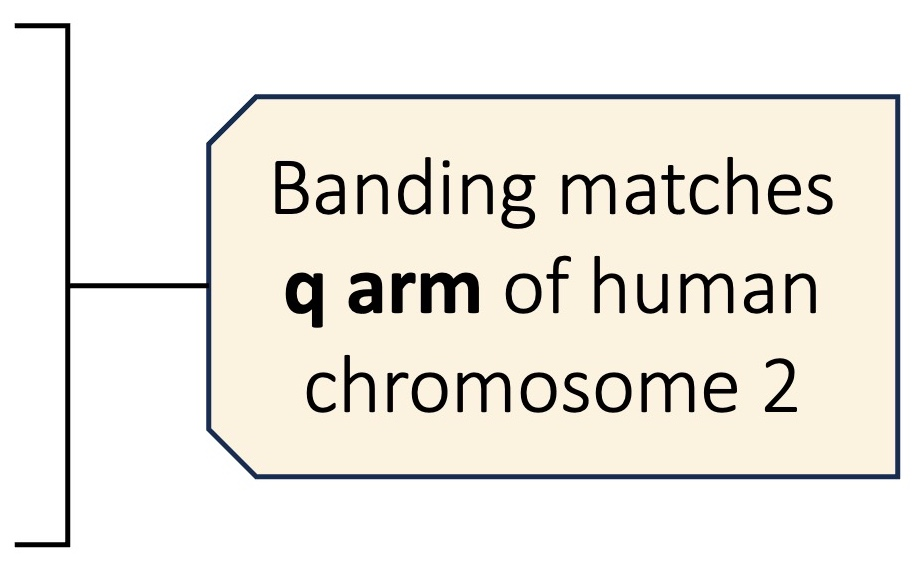 Banding matches
q arm of human
chromosome 2